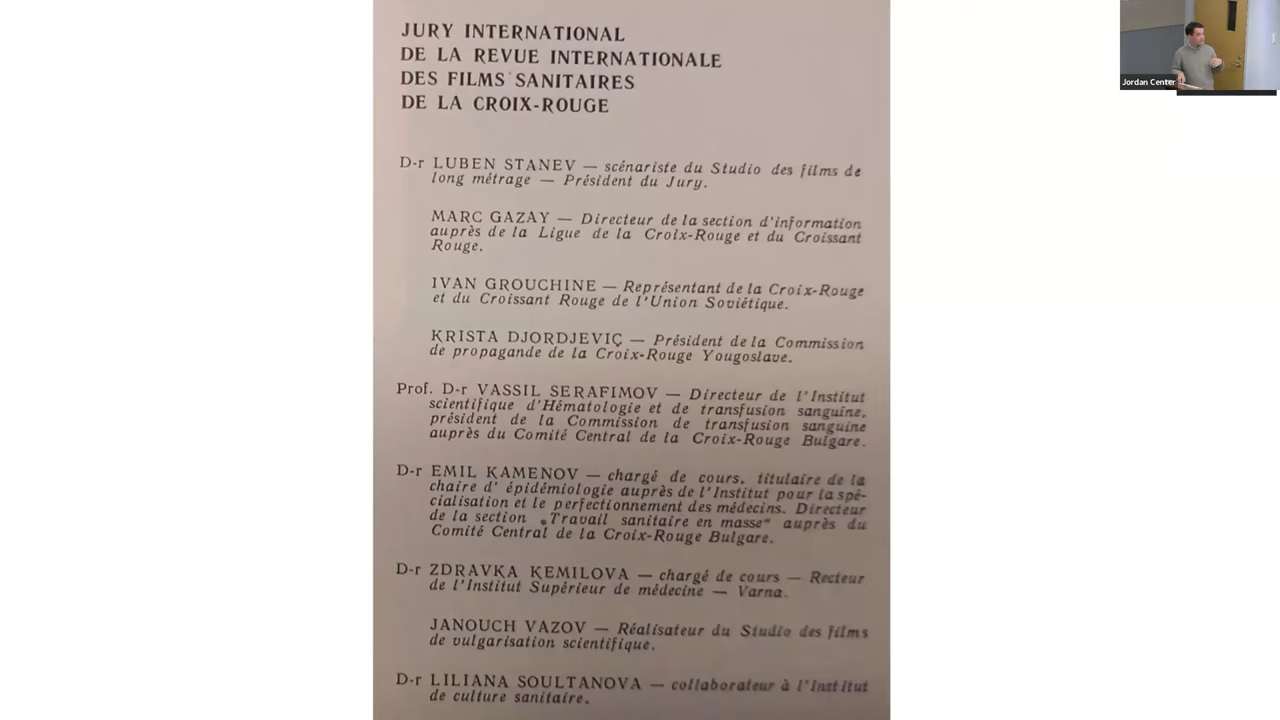 JURY INTERNATIONAL
DE LA REVUE INTERNATIONALE
DES FILMS SANITAIRES
DE LA CROIX-ROUGE
D-r LUBEN STANEV — scénariste du Studio des films de
long métrage — Président du Jury.
MARC GAZAY — Directeur de la section d'information
auprès de la Ligue de la Croix-Rouge et du Croissant
Rouge.
IVAN GROUCHINE — Représentant de la Croix-Rouge
et du Croissant Rouge de l'Union Soviétique.
KRISTA DJORDJEVIÇ — Président de la Commission
de propagande de la Croix-Rouge Yougoslave.
Prof. D-r VASSIL SERAFIMOV — Directeur de l'Institut
scientifique d'Hématologie et de transfusion sanguine,
président de la Commission de transfusion sanguine
auprès du Comité Central de la Croix-Rouge Bulgare.
D-r EMIL KAMENOV — chargé de cours, titulaire de la
chaire d' épidémiologie auprès de l'Institut pour la spé-
cialisation et le perfectionnement des médecins. Directeur
de la section „Travail sanitaire en masse" auprès du
Comité Central de la Croix-Rouge Bulgare.
D-r ZDRAVKA KEMILOVA — chargé de cours — Recteur
de l'Institut Supérieur de médecine — Varna.
JANOUCH VAZOV — Réalisateur du Studio des films
de vulgarisation scientifique.
D-r LILIANA SOULTANOVA — collaborateur à l'Institut
de culture sanitaire.
Jordan Center